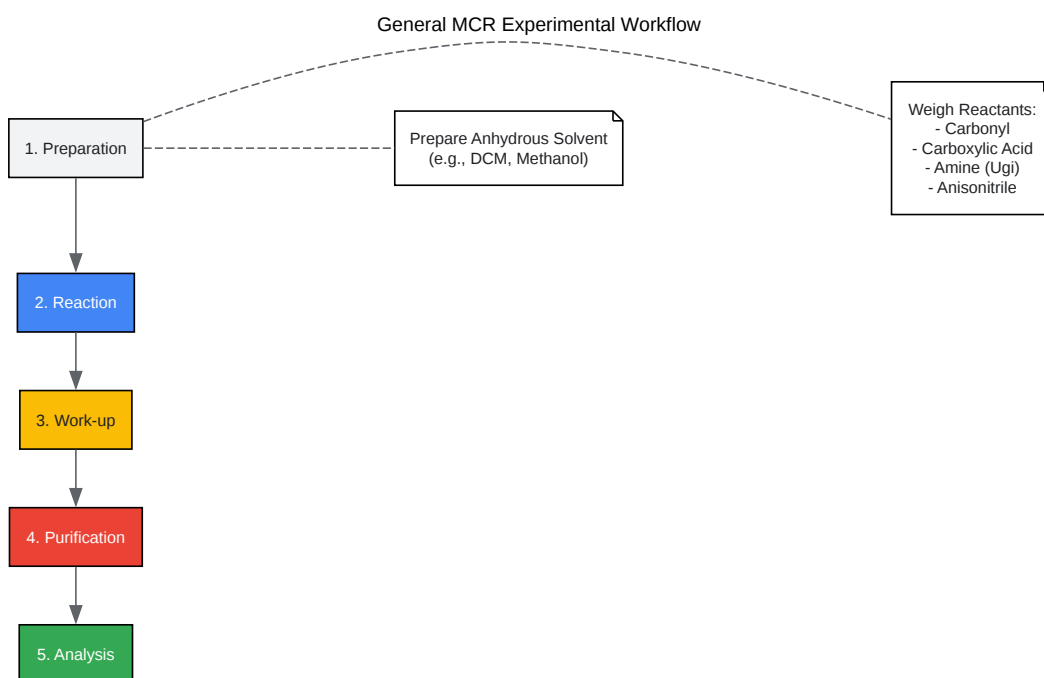 General MCR Experimental Workflow
1. Preparation
Prepare Anhydrous Solvent
(e.g., DCM, Methanol)
Weigh Reactants:
- Carbonyl
- Carboxylic Acid
- Amine (Ugi)
- Anisonitrile
2. Reaction
3. Work-up
4. Purification
5. Analysis